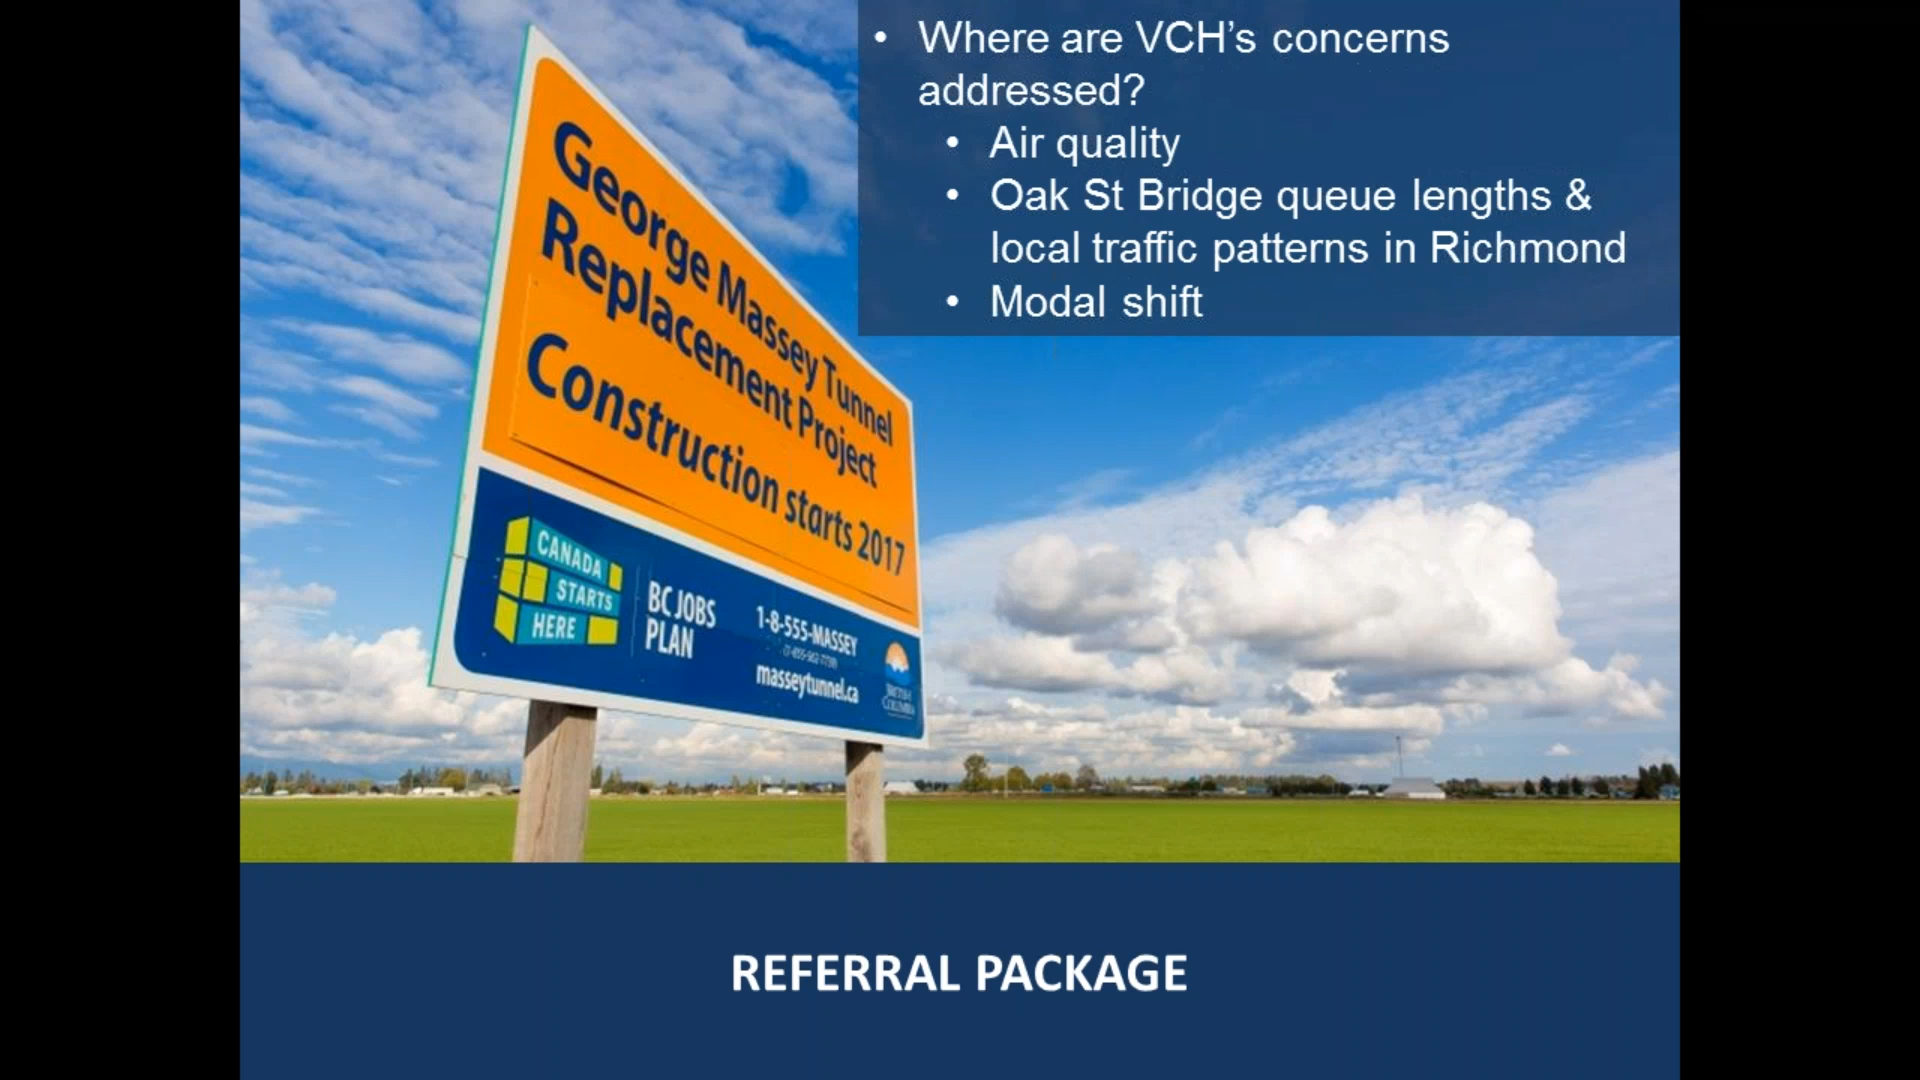 • Where are VCH's concerns
addressed?
• Air quality
• Oak St Bridge queue lengths &
local traffic patterns in Richmond
• Modal shift
George Massey Tunnel
Replacement Project
Construction starts 2017
CANADA
STARTS
HERE
BC JOBS
PLAN
1-8-555-MASSEY
masseytunnel.ca
BRITISH
COLUMBIA
REFERRAL PACKAGE